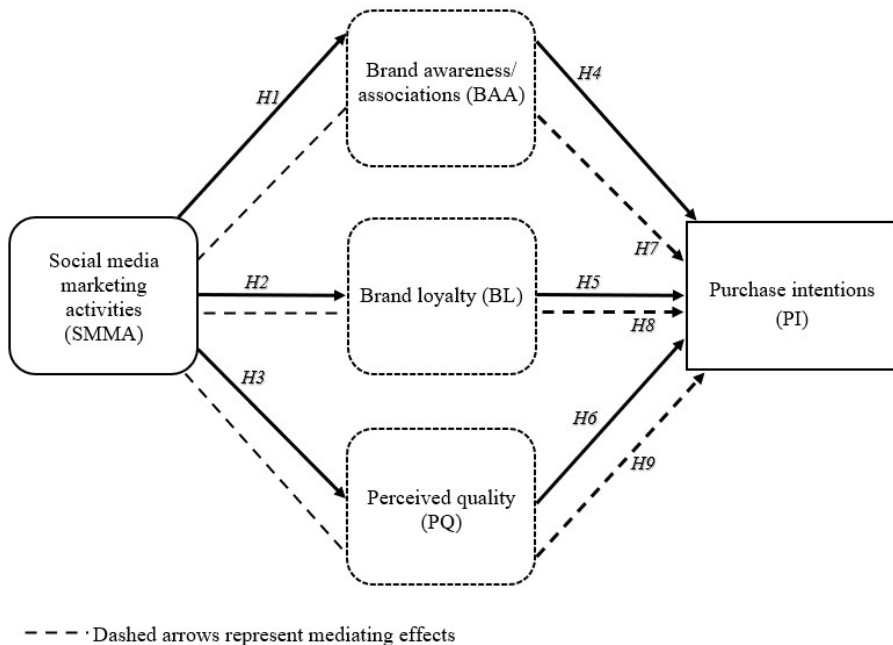 Brand awareness/
associations (BAA)
H1
H4
H7
Social media
marketing
activities
(SMMA)
H2
Brand loyalty (BL)
H5
H8
Purchase intentions
(PI)
H3
H6
H9
Perceived quality
(PQ)
Dashed arrows represent mediating effects